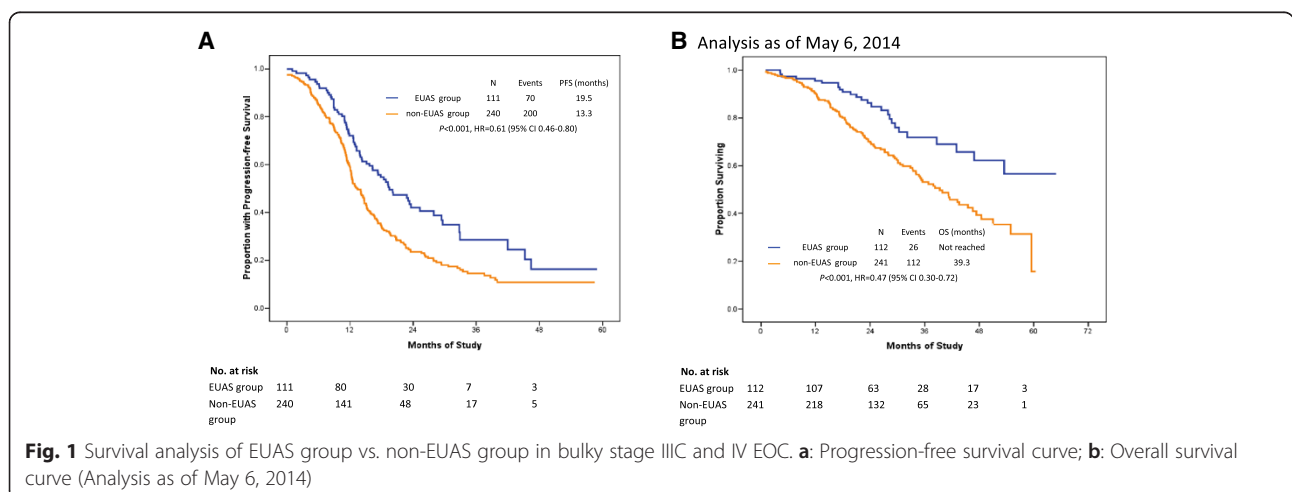 A
Proportion with Progression-free Survival
1.0
0.8
0.6
0.4
0.2
0.0
N Events PFS (months)
EUAS group 111 70 19.5
non-EUAS group 240 200 13.3
P<0.001, HR=0.61 (95% CI 0.46-0.80)
0 12 24 36 48 60
Months of Study
No. at risk
EUAS group 111 80 30 7 3
Non-EUAS 240 141 48 17 5
group
B Analysis as of May 6, 2014
Proportion Surviving
1.0
0.8
0.6
0.4
0.2
0.0
N Events OS (months)
EUAS group 112 26 Not reached
non-EUAS group 241 112 39.3
P<0.001, HR=0.47 (95% CI 0.30-0.72)
0 12 24 36 48 60 72
Months of Study
No. at risk
EUAS group 112 107 63 28 17 3
Non-EUAS 241 218 132 65 23 1
group
Fig. 1 Survival analysis of EUAS group vs. non-EUAS group in bulky stage IIIC and IV EOC. a: Progression-free survival curve; b: Overall survival
curve (Analysis as of May 6, 2014)